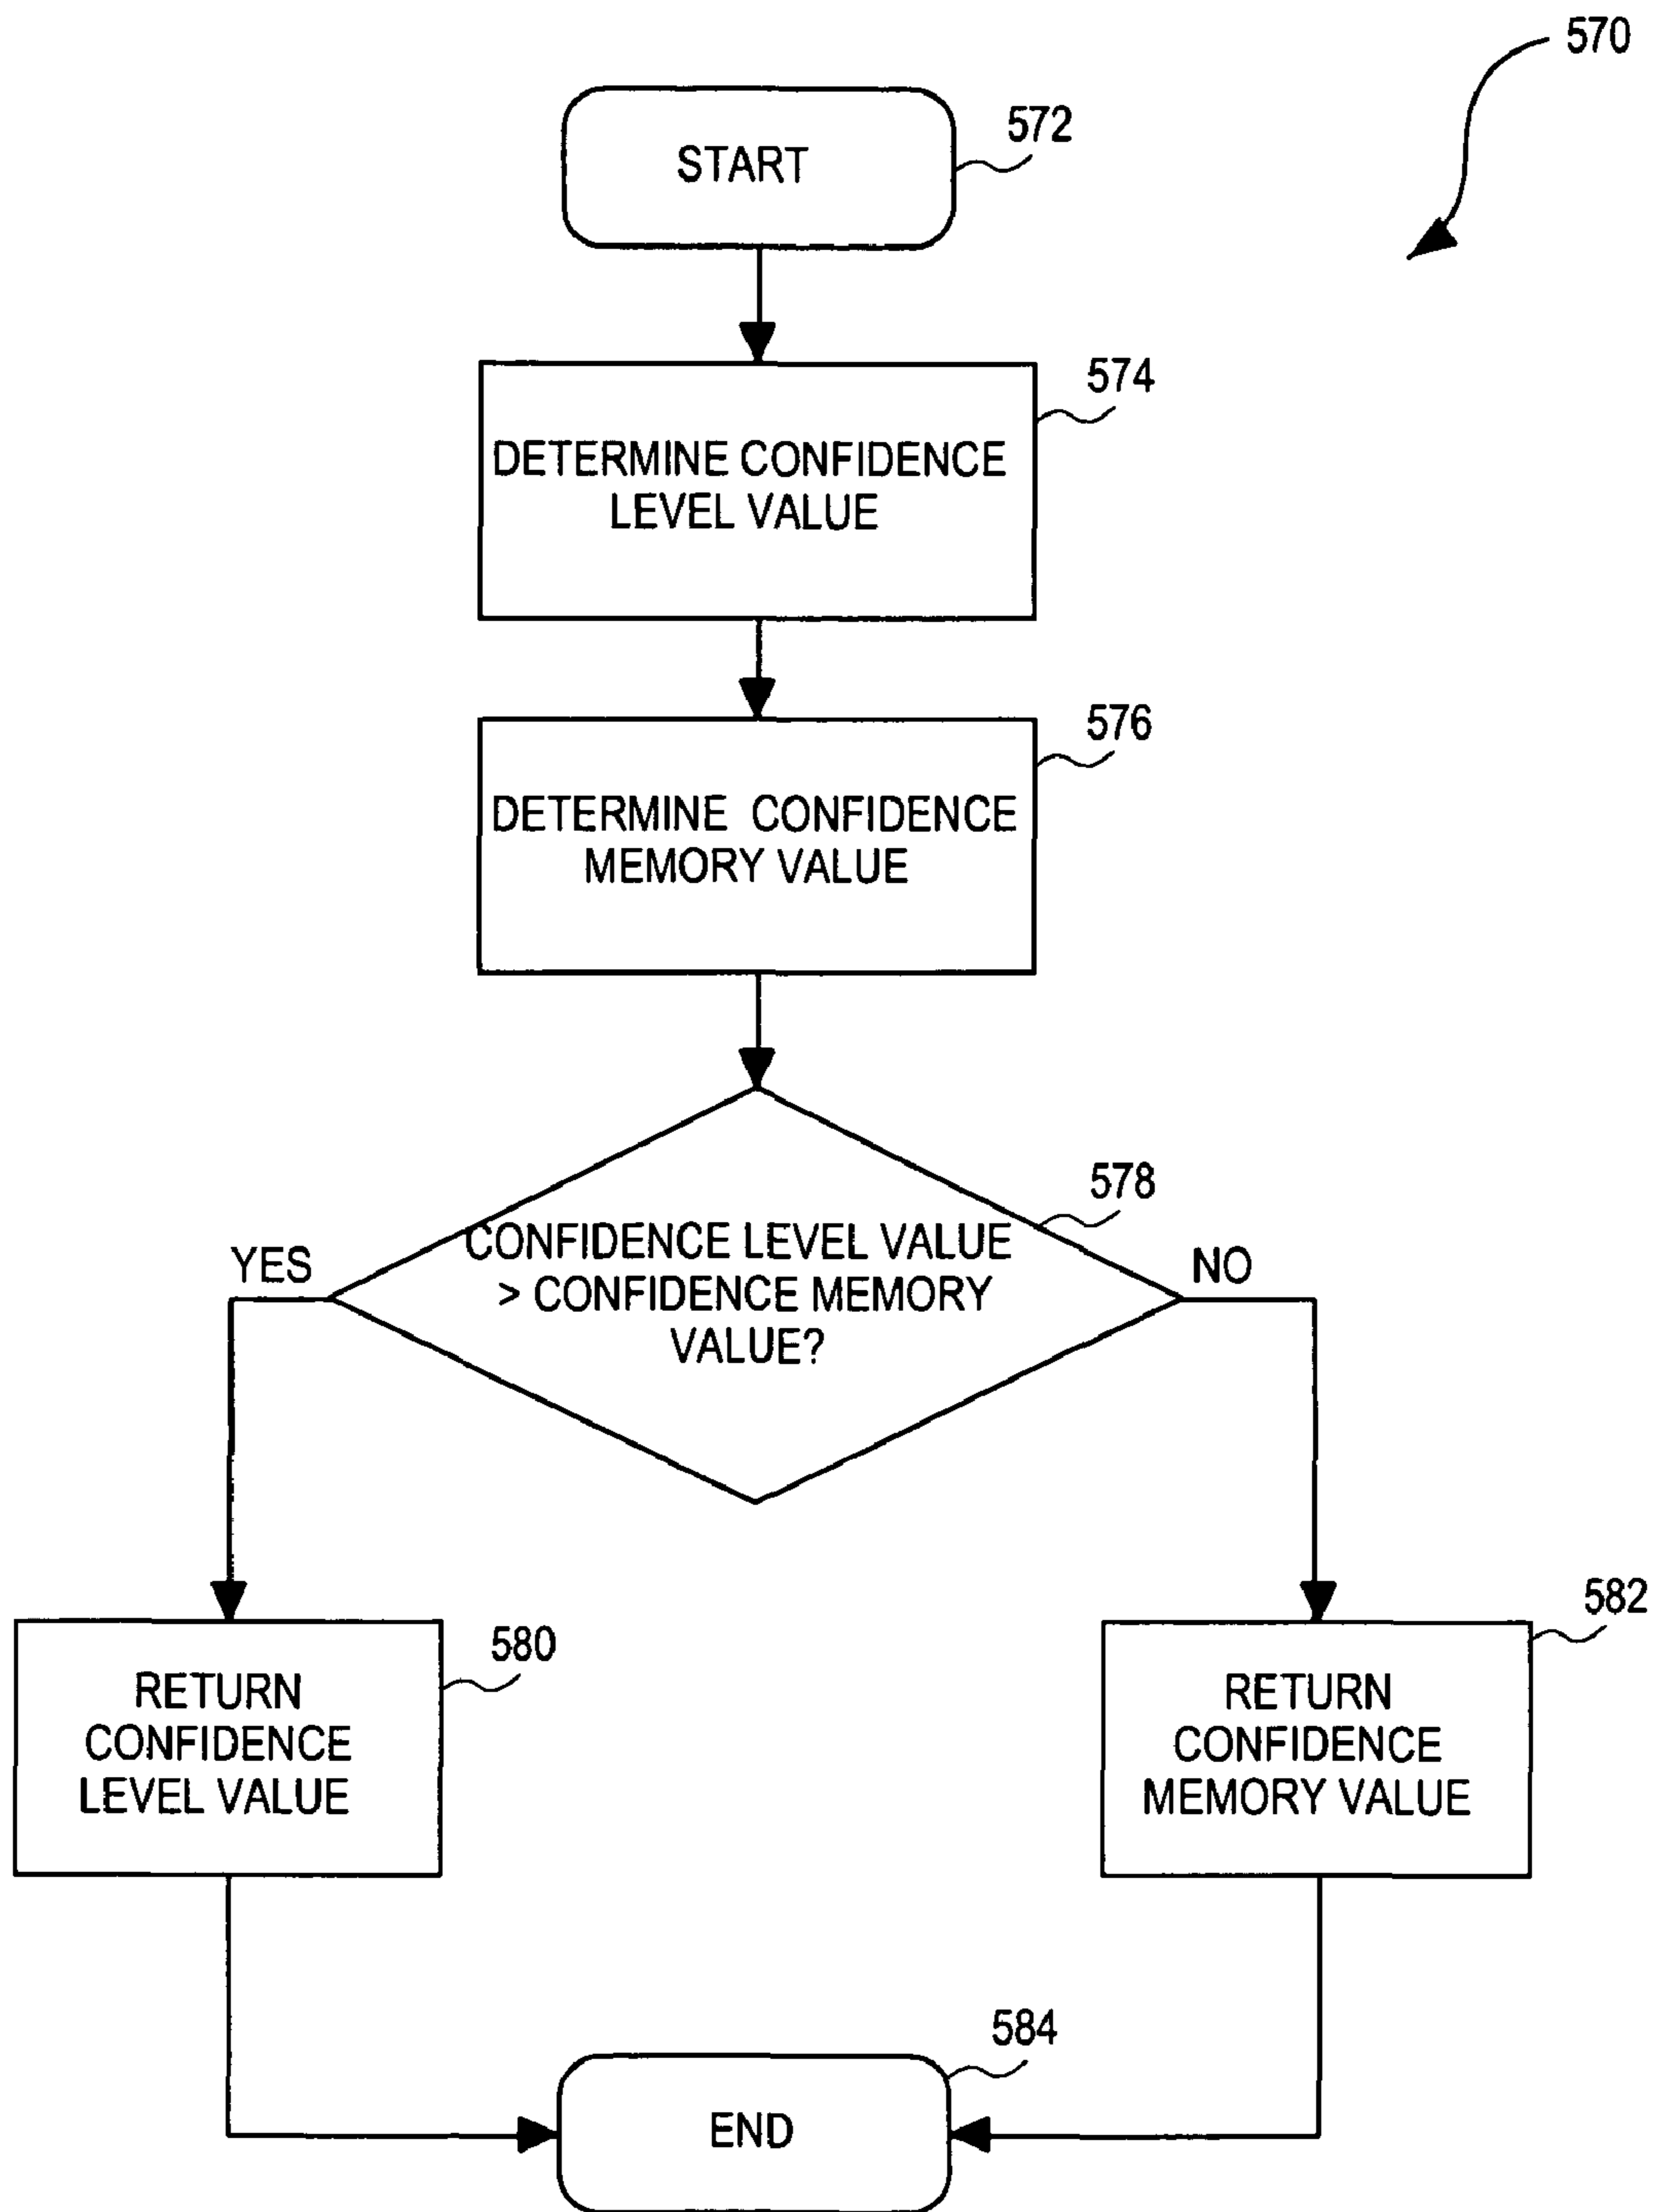 570
572
START
574
DETERMINE CONFIDENCE
LEVEL VALUE
576
DETERMINE CONFIDENCE
MEMORY VALUE
578
CONFIDENCE LEVEL VALUE
> CONFIDENCE MEMORY
VALUE?
YES
NO
580
RETURN
CONFIDENCE
LEVEL VALUE
582
RETURN
CONFIDENCE
MEMORY VALUE
584
END